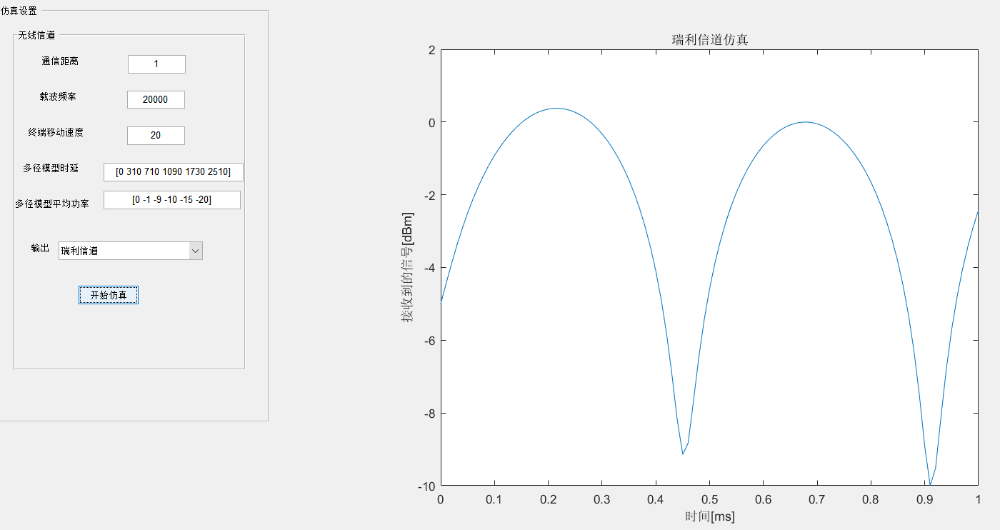 仿真设置
无线信道
通信距离 1
载波频率 20000
终端移动速度 20
多径模型时延 [0 310 710 1090 1730 2510]
多径模型平均功率 [0 -1 -9 -10 -15 -20]
输出 瑞利信道
开始仿真
瑞利信道仿真
接收到的信号[dBm]
2
0
-2
-4
-6
-8
-10
0 0.1 0.2 0.3 0.4 0.5 0.6 0.7 0.8 0.9 1
时间[ms]